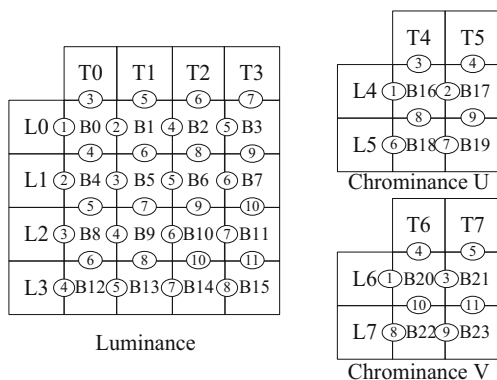 T0 T1 T2 T3
3 5 6 7
L0 1 B0 2 B1 4 B2 5 B3
4 6 8 9
L1 2 B4 3 B5 5 B6 6 B7
5 7 9 10
L2 3 B8 4 B9 6 B10 7 B11
6 8 10 11
L3 4 B12 5 B13 7 B14 8 B15
Luminance
T4 T5
3 4
L4 1 B16 2 B17
8 9
L5 6 B18 7 B19
Chrominance U
T6 T7
4 5
L6 1 B20 3 B21
10 11
L7 8 B22 9 B23
Chrominance V